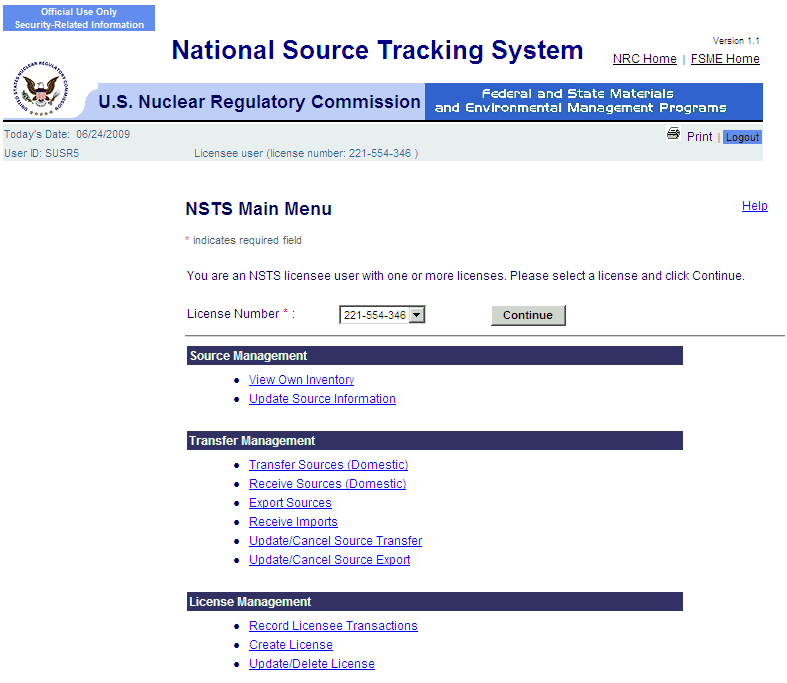 Official Use Only
Security-Related Information
National Source Tracking System
Version 1.1
NRC Home | FSME Home
UNITED STATES NUCLEAR REGULATORY COMMISSION
U.S. Nuclear Regulatory Commission
Federal and State Materials
and Environmental Management Programs
Today's Date: 06/24/2009
Print | Logout
User ID: SUSR5
Licensee user (license number: 221-554-346 )
NSTS Main Menu
Help
* indicates required field
You are an NSTS licensee user with one or more licenses. Please select a license and click Continue.
License Number * :
221-554-346
Continue
Source Management
• View Own Inventory
• Update Source Information
Transfer Management
• Transfer Sources (Domestic)
• Receive Sources (Domestic)
• Export Sources
• Receive Imports
• Update/Cancel Source Transfer
• Update/Cancel Source Export
License Management
• Record Licensee Transactions
• Create License
• Update/Delete License